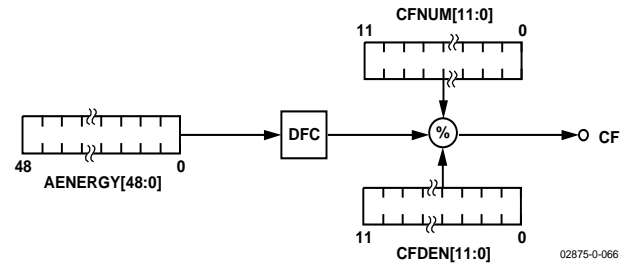 CFNUM[11:0]
11 0
DFC % CF
48 0
AENERGY[48:0]
11 0
CFDEN[11:0]
02875-0-066